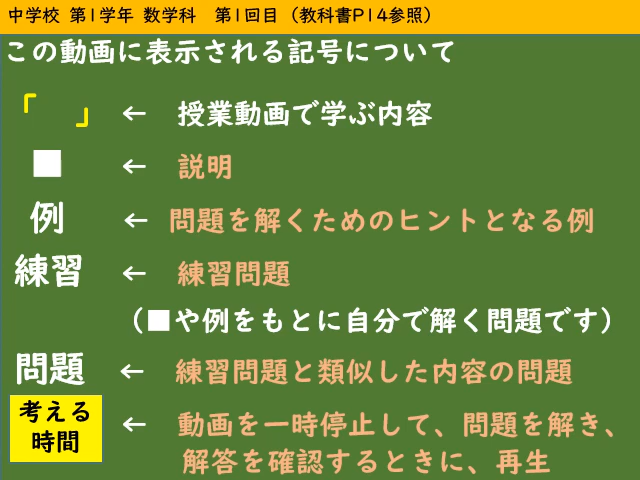 中学校 第1学年 数学科 第1回目（教科書P14参照）
この動画に表示される記号について
「　」 ← 授業動画で学ぶ内容
■ ← 説明
例 ← 問題を解くためのヒントとなる例
練習 ← 練習問題
（■や例をもとに自分で解く問題です）
問題 ← 練習問題と類似した内容の問題
考える
時間 ← 動画を一時停止して、問題を解き、
解答を確認するときに、再生